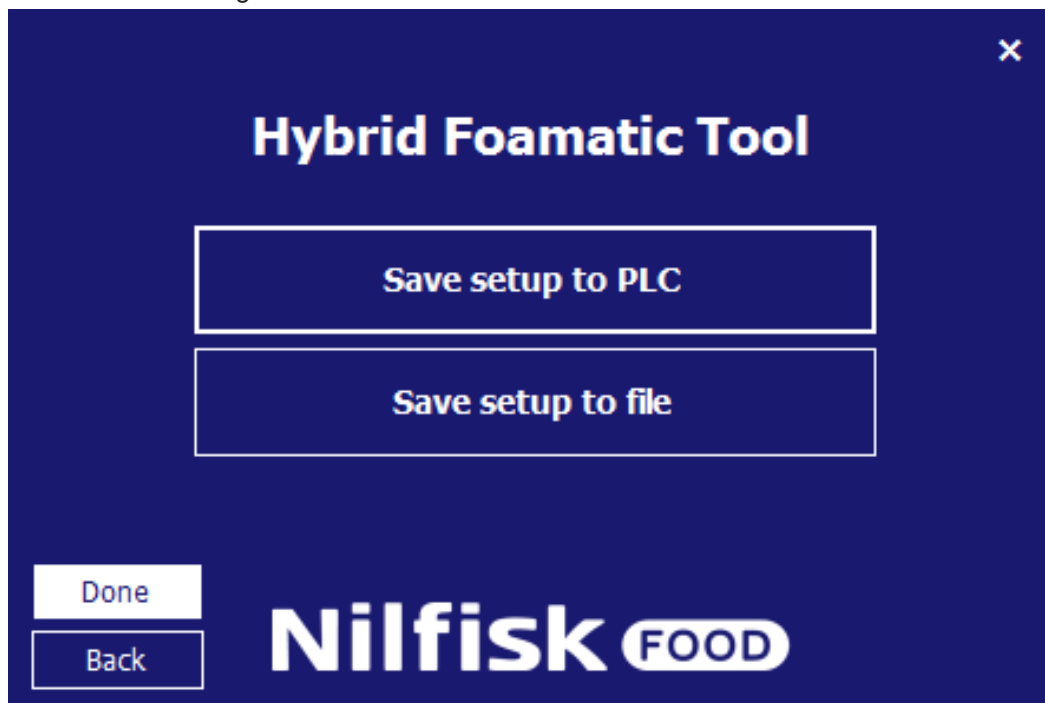 ×
Hybrid Foamatic Tool
Save setup to PLC
Save setup to file
Done
Back
Nilfisk FOOD